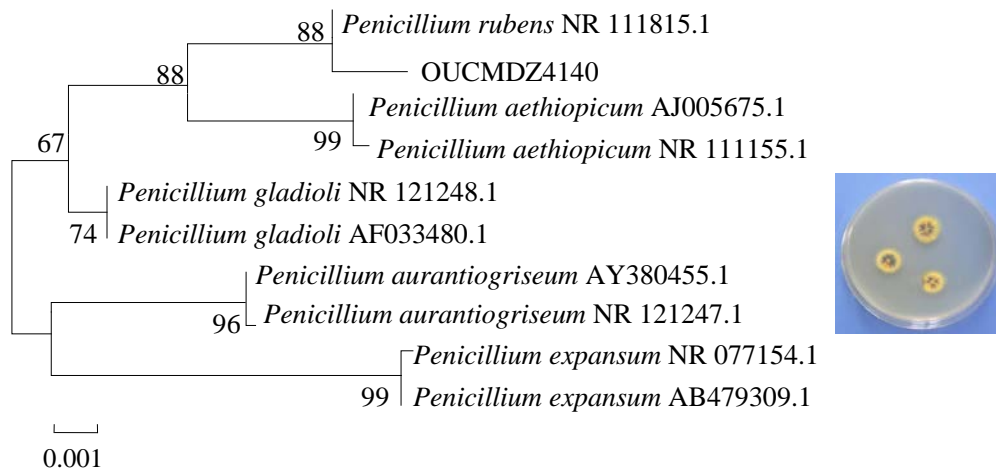 88
Penicillium rubens NR 111815.1
OUCMDZ4140
88
Penicillium aethiopicum AJ005675.1
99
Penicillium aethiopicum NR 111155.1
67
Penicillium gladioli NR 121248.1
74
Penicillium gladioli AF033480.1
Penicillium aurantiogriseum AY380455.1
96
Penicillium aurantiogriseum NR 121247.1
Penicillium expansum NR 077154.1
99
Penicillium expansum AB479309.1
0.001